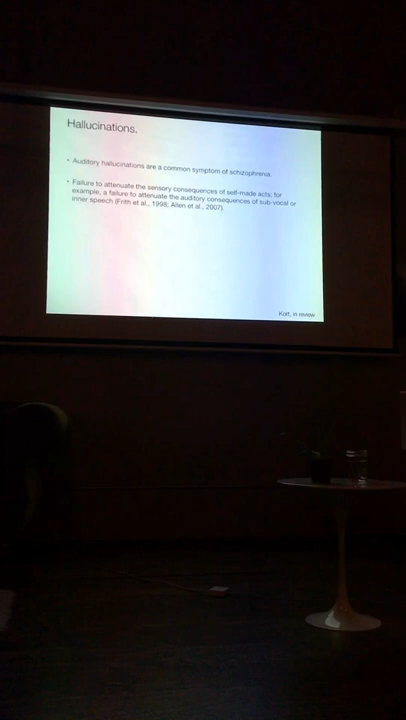 Hallucinations.
• Auditory hallucinations are a common symptom of schizophrenia.
• Failure to attenuate the sensory consequences of self-made acts; for
example, a failure to attenuate the auditory consequences of sub-vocal or
inner speech (Frith et al., 1998; Allen et al., 2007).
Kort, in review